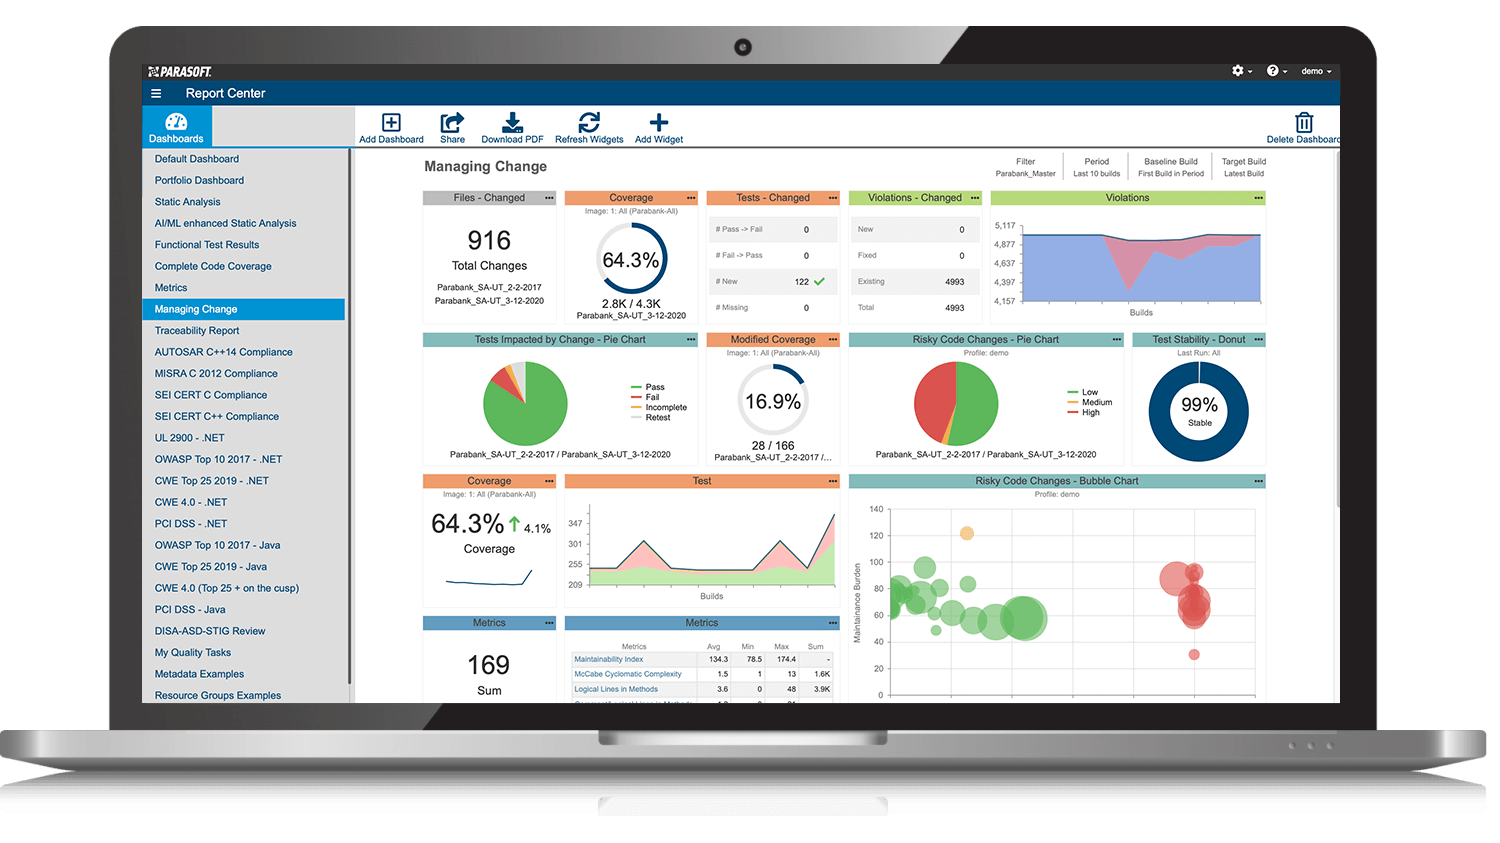 PARASOFT.
demo
Report Center
Dashboards
Add Dashboard
Share
Download PDF
Refresh Widgets
Add Widget
Delete Dashboard
Default Dashboard
Portfolio Dashboard
Static Analysis
AI/ML enhanced Static Analysis
Functional Test Results
Complete Code Coverage
Metrics
Managing Change
Traceability Report
AUTOSAR C++14 Compliance
MISRA C 2012 Compliance
SEI CERT C Compliance
SEI CERT C++ Compliance
UL 2900 - .NET
OWASP Top 10 2017 - .NET
CWE Top 25 2019 - .NET
CWE 4.0 - .NET
PCI DSS - .NET
OWASP Top 10 2017 - Java
CWE Top 25 2019 - Java
CWE 4.0 (Top 25 + on the cusp)
PCI DSS - Java
DISA-ASD-STIG Review
My Quality Tasks
Metadata Examples
Resource Groups Examples
Managing Change
Filter
Parabank_Master
Period
Last 10 builds
Baseline Build
First Build in Period
Target Build
Latest Build
Files - Changed
916
Total Changes
Parabank_SA-UT_2-2-2017
Parabank_SA-UT_3-12-2020
Coverage
Image: 1: All (Parabank-All)
64.3%
2.8K / 4.3K
Parabank_SA-UT_3-12-2020
Tests - Changed
# Pass -> Fail 0
# Fail -> Pass 0
# New 122
# Missing 0
Violations - Changed
New 0
Fixed 0
Existing 4993
Total 4993
Violations
5,117
4,877
4,637
4,397
4,157
Builds
Tests Impacted by Change - Pie Chart
Pass
Fail
Incomplete
Retest
Parabank_SA-UT_2-2-2017 / Parabank_SA-UT_3-12-2020
Modified Coverage
Image: 1: All (Parabank-All)
16.9%
28 / 166
Parabank_SA-UT_2-2-2017 /...
Risky Code Changes - Pie Chart
Profile: demo
Low
Medium
High
Parabank_SA-UT_2-2-2017 / Parabank_SA-UT_3-12-2020
Test Stability - Donut
Last Run: All
99%
Stable
Coverage
Image: 1: All (Parabank-All)
64.3% 4.1%
Coverage
Test
347
301
255
209
Builds
Risky Code Changes - Bubble Chart
Profile: demo
Maintainance Burden
140
120
100
80
60
40
20
0
Metrics
169
Sum
Metrics
Metrics Avg Min Max Sum
Maintainability Index 134.3 78.5 174.4 -
McCabe Cyclomatic Complexity 1.5 1 13 1.6K
Logical Lines in Methods 3.6 0 48 3.9K